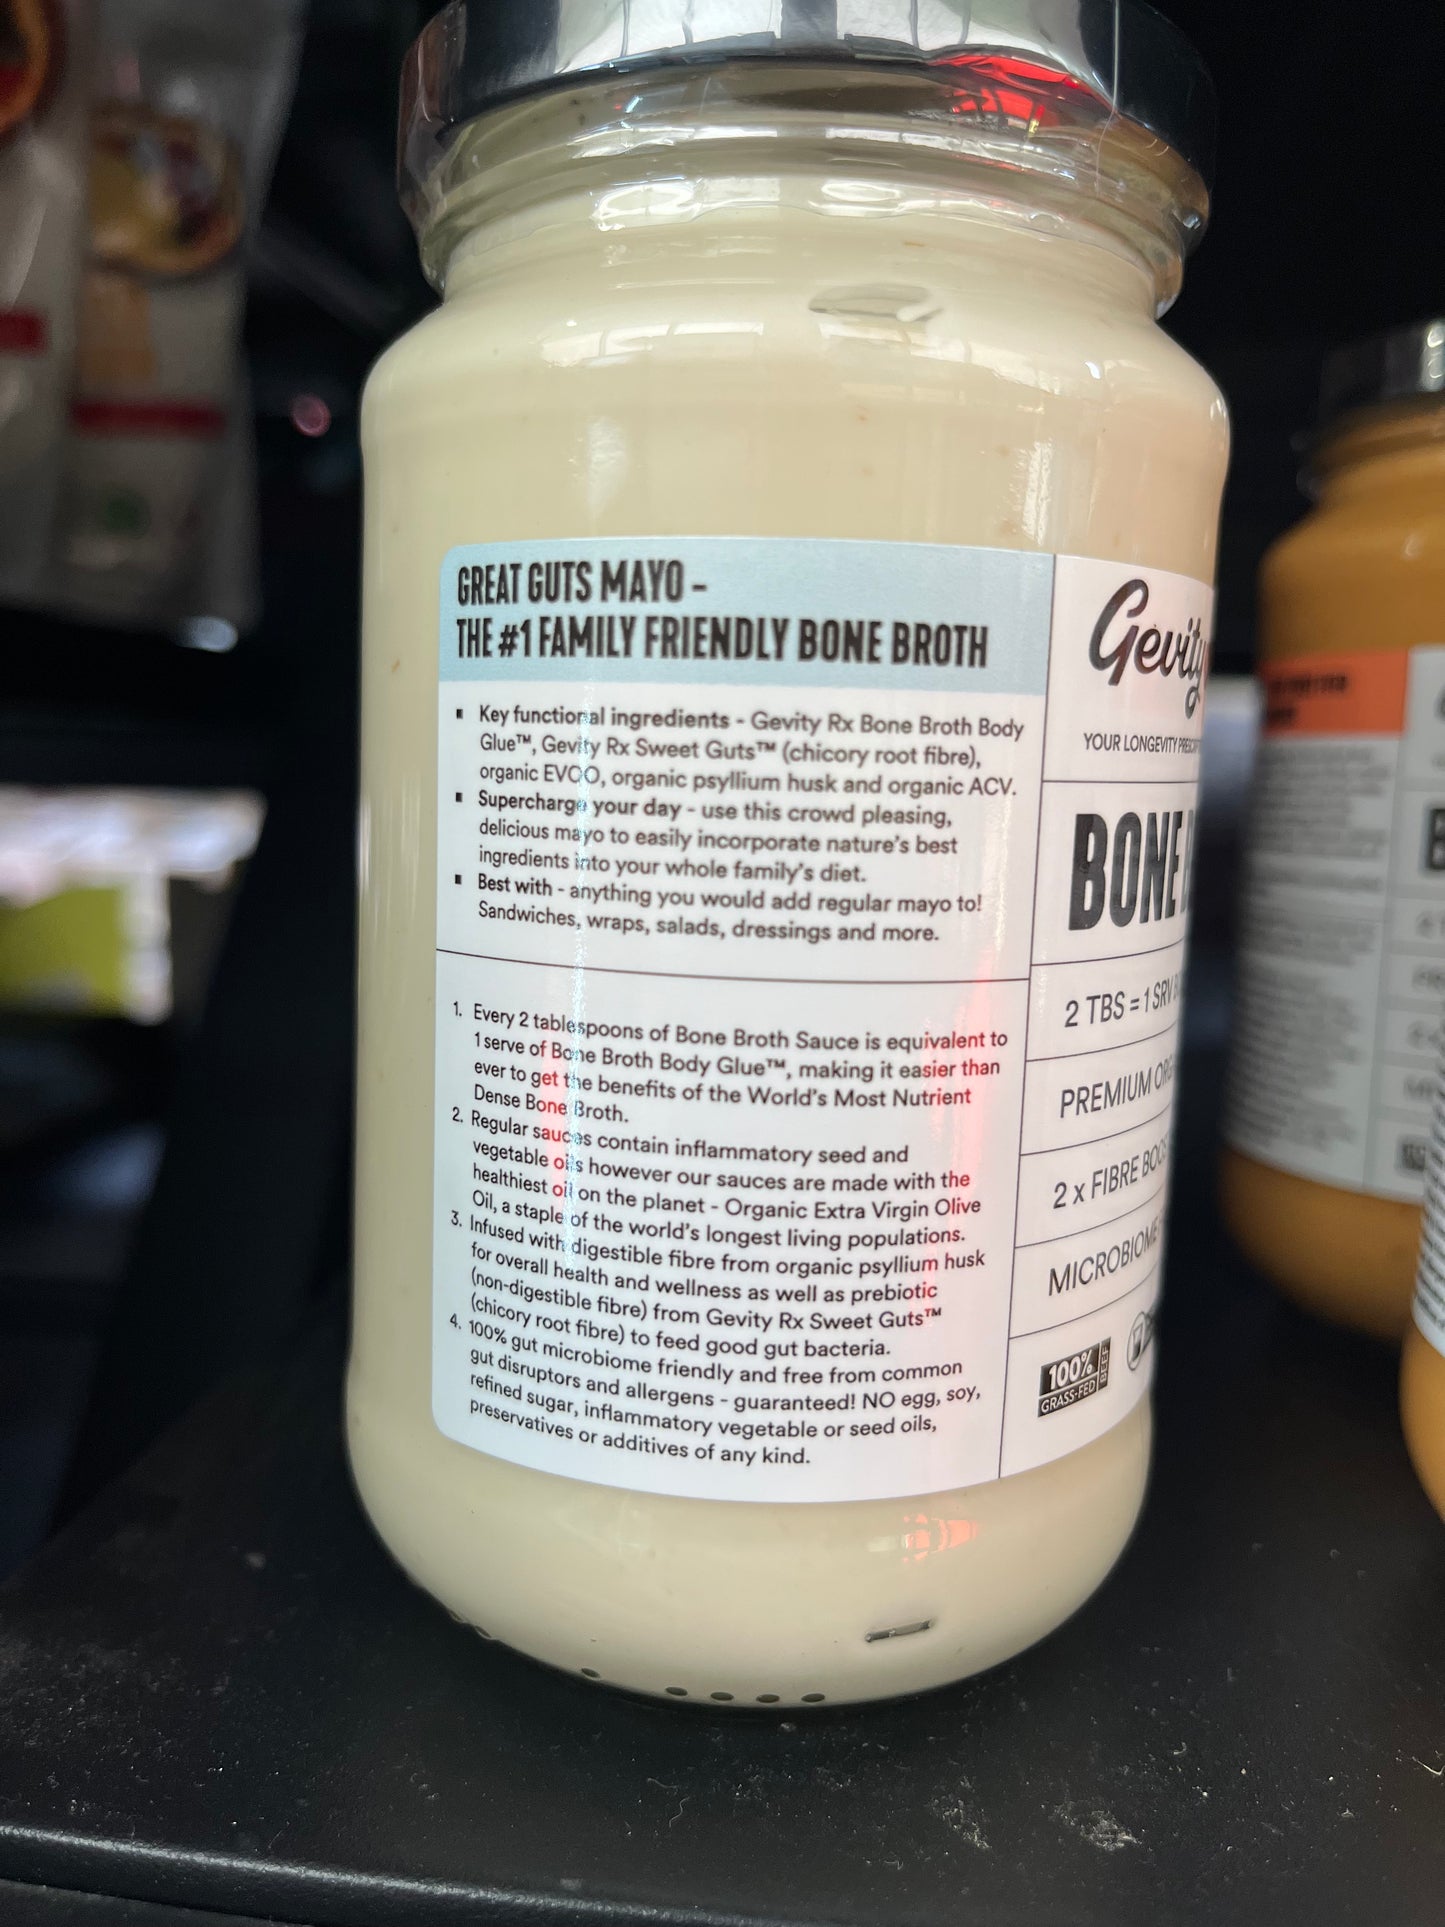 GREAT GUTS MAYO –
THE #1 FAMILY FRIENDLY BONE BROTH
▪ Key functional ingredients - Gevity Rx Bone Broth Body
Glue™, Gevity Rx Sweet Guts™ (chicory root fibre),
organic EVOO, organic psyllium husk and organic ACV.
▪ Supercharge your day - use this crowd pleasing,
delicious mayo to easily incorporate nature's best
ingredients into your whole family's diet.
▪ Best with - anything you would add regular mayo to!
Sandwiches, wraps, salads, dressings and more.
1. Every 2 tablespoons of Bone Broth Sauce is equivalent to
1 serve of Bone Broth Body Glue™, making it easier than
ever to get the benefits of the World's Most Nutrient
Dense Bone Broth.
2. Regular sauces contain inflammatory seed and
vegetable oils however our sauces are made with the
healthiest oil on the planet - Organic Extra Virgin Olive
Oil, a staple of the world's longest living populations.
3. Infused with digestible fibre from organic psyllium husk
for overall health and wellness as well as prebiotic
(non-digestible fibre) from Gevity Rx Sweet Guts™
(chicory root fibre) to feed good gut bacteria.
4. 100% gut microbiome friendly and free from common
gut disruptors and allergens - guaranteed! NO egg, soy,
refined sugar, inflammatory vegetable or seed oils,
preservatives or additives of any kind.
Gevity
YOUR LONGEVITY
BONE
2 TBS = 1 SRV
PREMIUM
2 x FIBRE
MICROBIOME
100%
GRASS-FED
BEEF